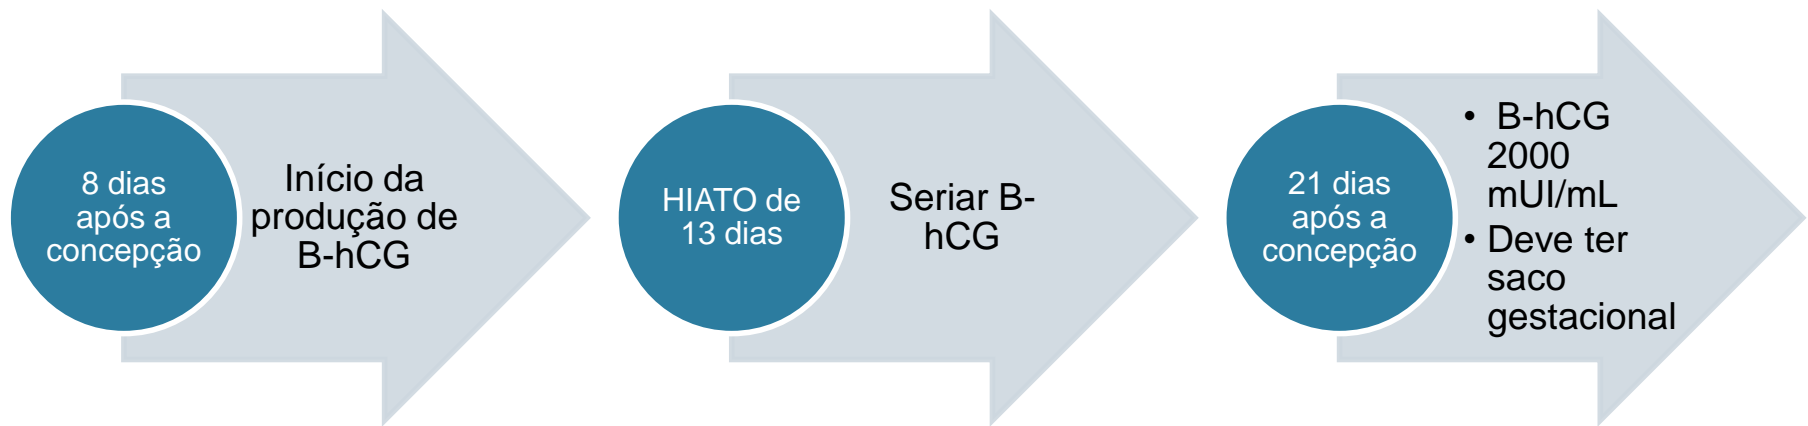 8 dias
após a
concepção
Início da
produção de
B-hCG
HIATO de
13 dias
Seriar B-
hCG
21 dias
após a
concepção
• B-hCG
2000
mUI/mL
• Deve ter
saco
gestacional